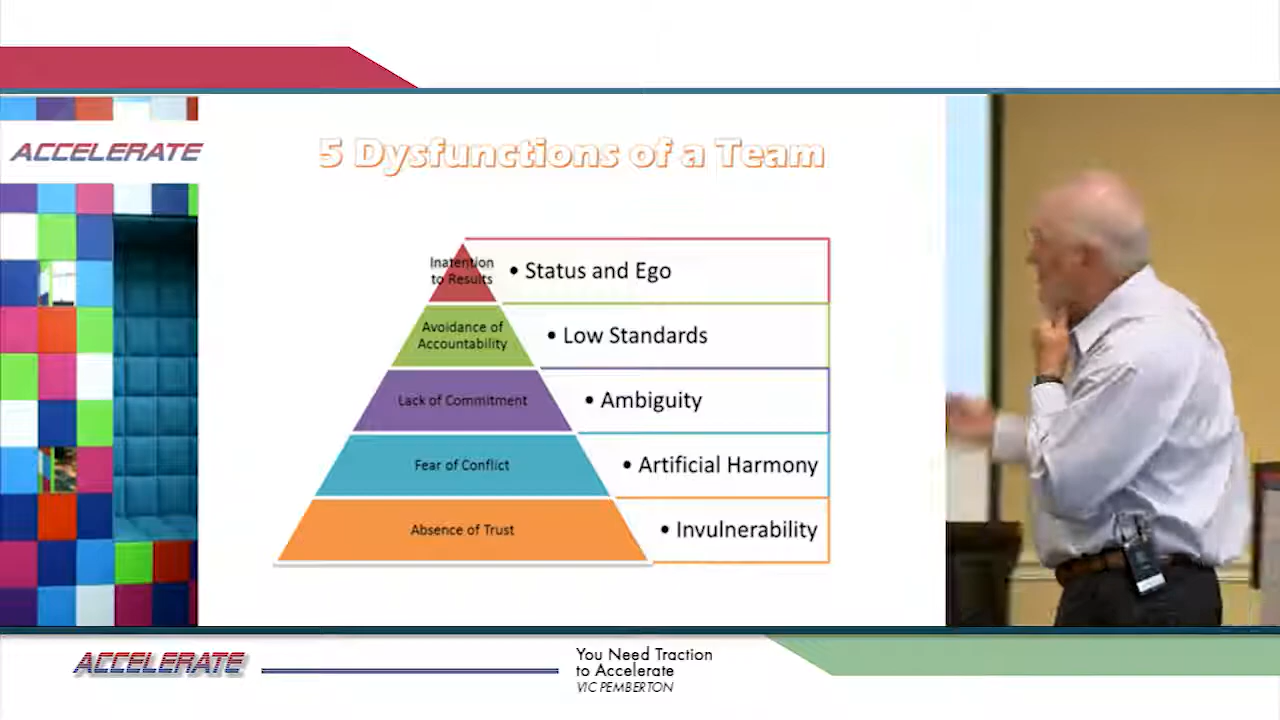 ACCELERATE
5 Dysfunctions of a Team
Inattention
to Results
• Status and Ego
Avoidance of
Accountability
• Low Standards
Lack of Commitment
• Ambiguity
Fear of Conflict
• Artificial Harmony
Absence of Trust
• Invulnerability
ACCELERATE
You Need Traction
to Accelerate
VIC PEMBERTON